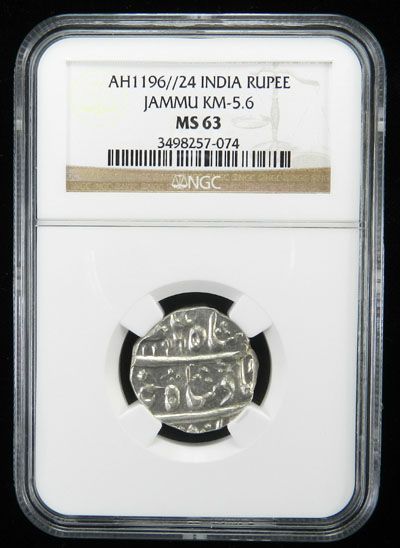 AH1196//24 INDIA RUPEE
JAMMU KM-5.6
MS 63
3498257-074
NGC